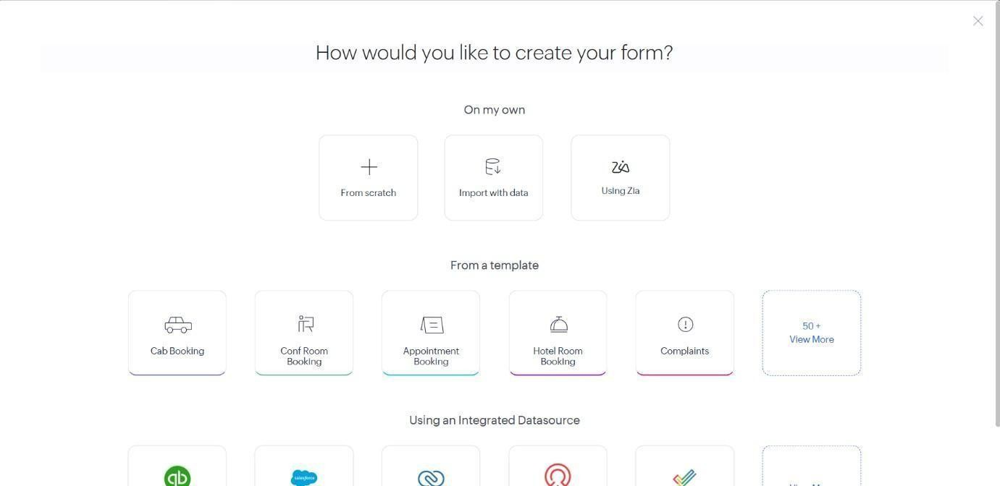 How would you like to create your form?
On my own
From scratch
Import with data
Zia
Using Zia
From a template
Cab Booking
Conf Room
Booking
Appointment
Booking
Hotel Room
Booking
Complaints
50 +
View More
Using an Integrated Datasource
qb
salesforce